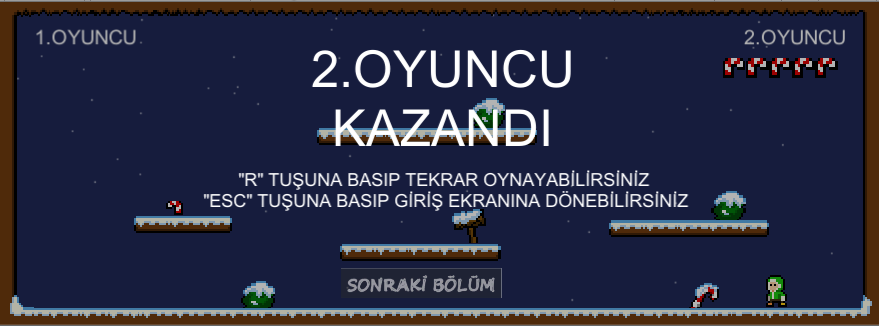 1.OYUNCU
2.OYUNCU
2.OYUNCU
KAZANDI
"R" TUŞUNA BASIP TEKRAR OYNAYABİLİRSİNİZ
"ESC" TUŞUNA BASIP GİRİŞ EKRANINA DÖNEBİLİRSİNİZ
SONRAKİ BÖLÜM